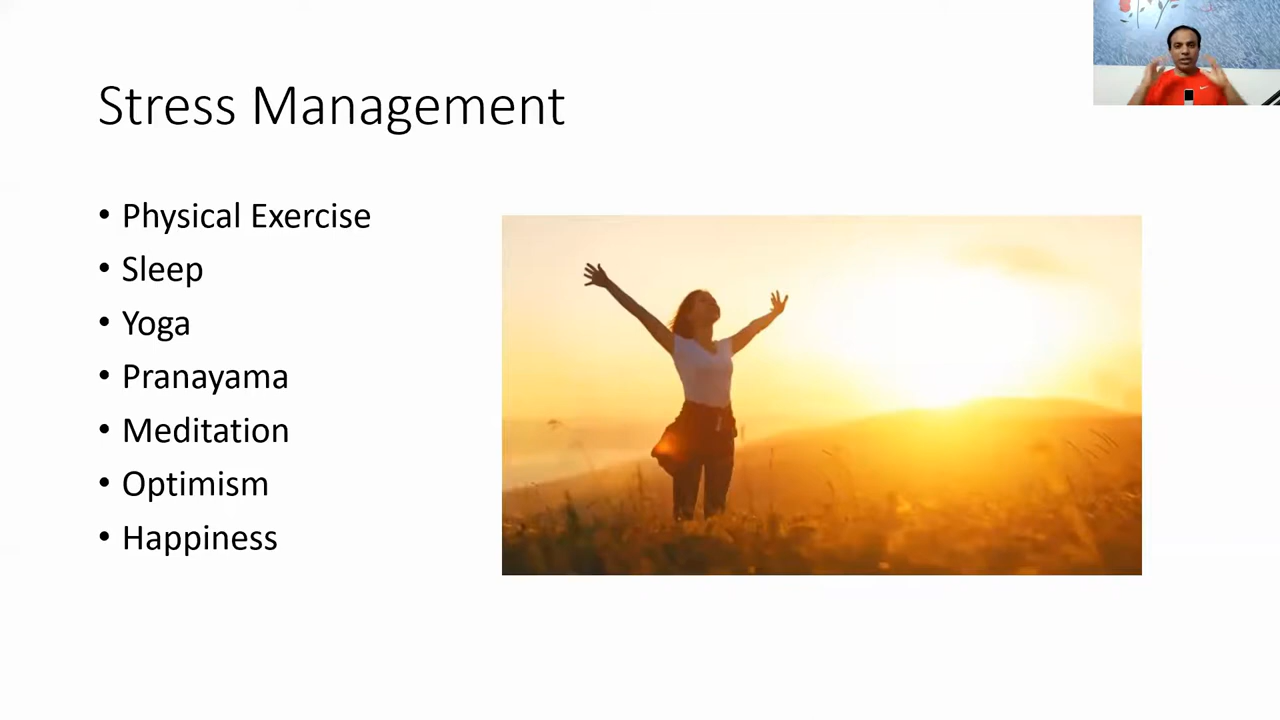 Stress Management
• Physical Exercise
• Sleep
• Yoga
• Pranayama
• Meditation
• Optimism
• Happiness